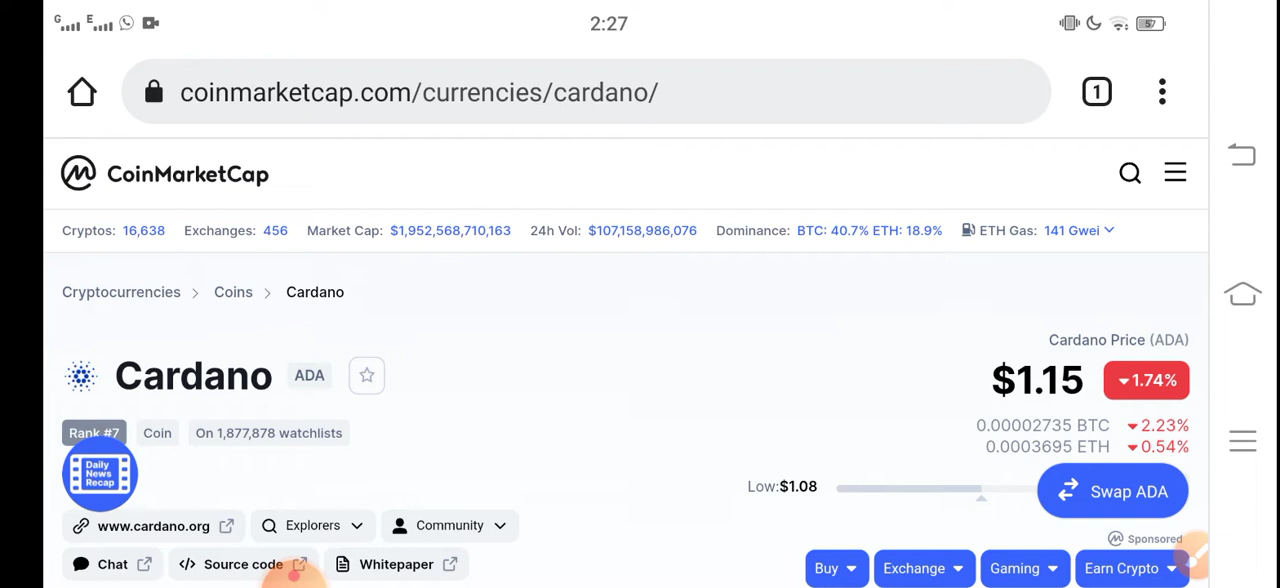 G E 2:27 57
coinmarketcap.com/currencies/cardano/ 1
CoinMarketCap
Cryptos: 16,638 Exchanges: 456 Market Cap: $1,952,568,710,163 24h Vol: $107,158,986,076 Dominance: BTC: 40.7% ETH: 18.9% ETH Gas: 141 Gwei
Cryptocurrencies > Coins > Cardano
Cardano Price (ADA)
Cardano ADA $1.15 1.74%
0.00002735 BTC 2.23%
Rank #7 Coin On 1,877,878 watchlists
0.0003695 ETH 0.54%
Daily
News
Recap
Low:$1.08 Swap ADA
www.cardano.org Explorers Community
Sponsored
Chat Source code Whitepaper
Buy Exchange Gaming Earn Crypto